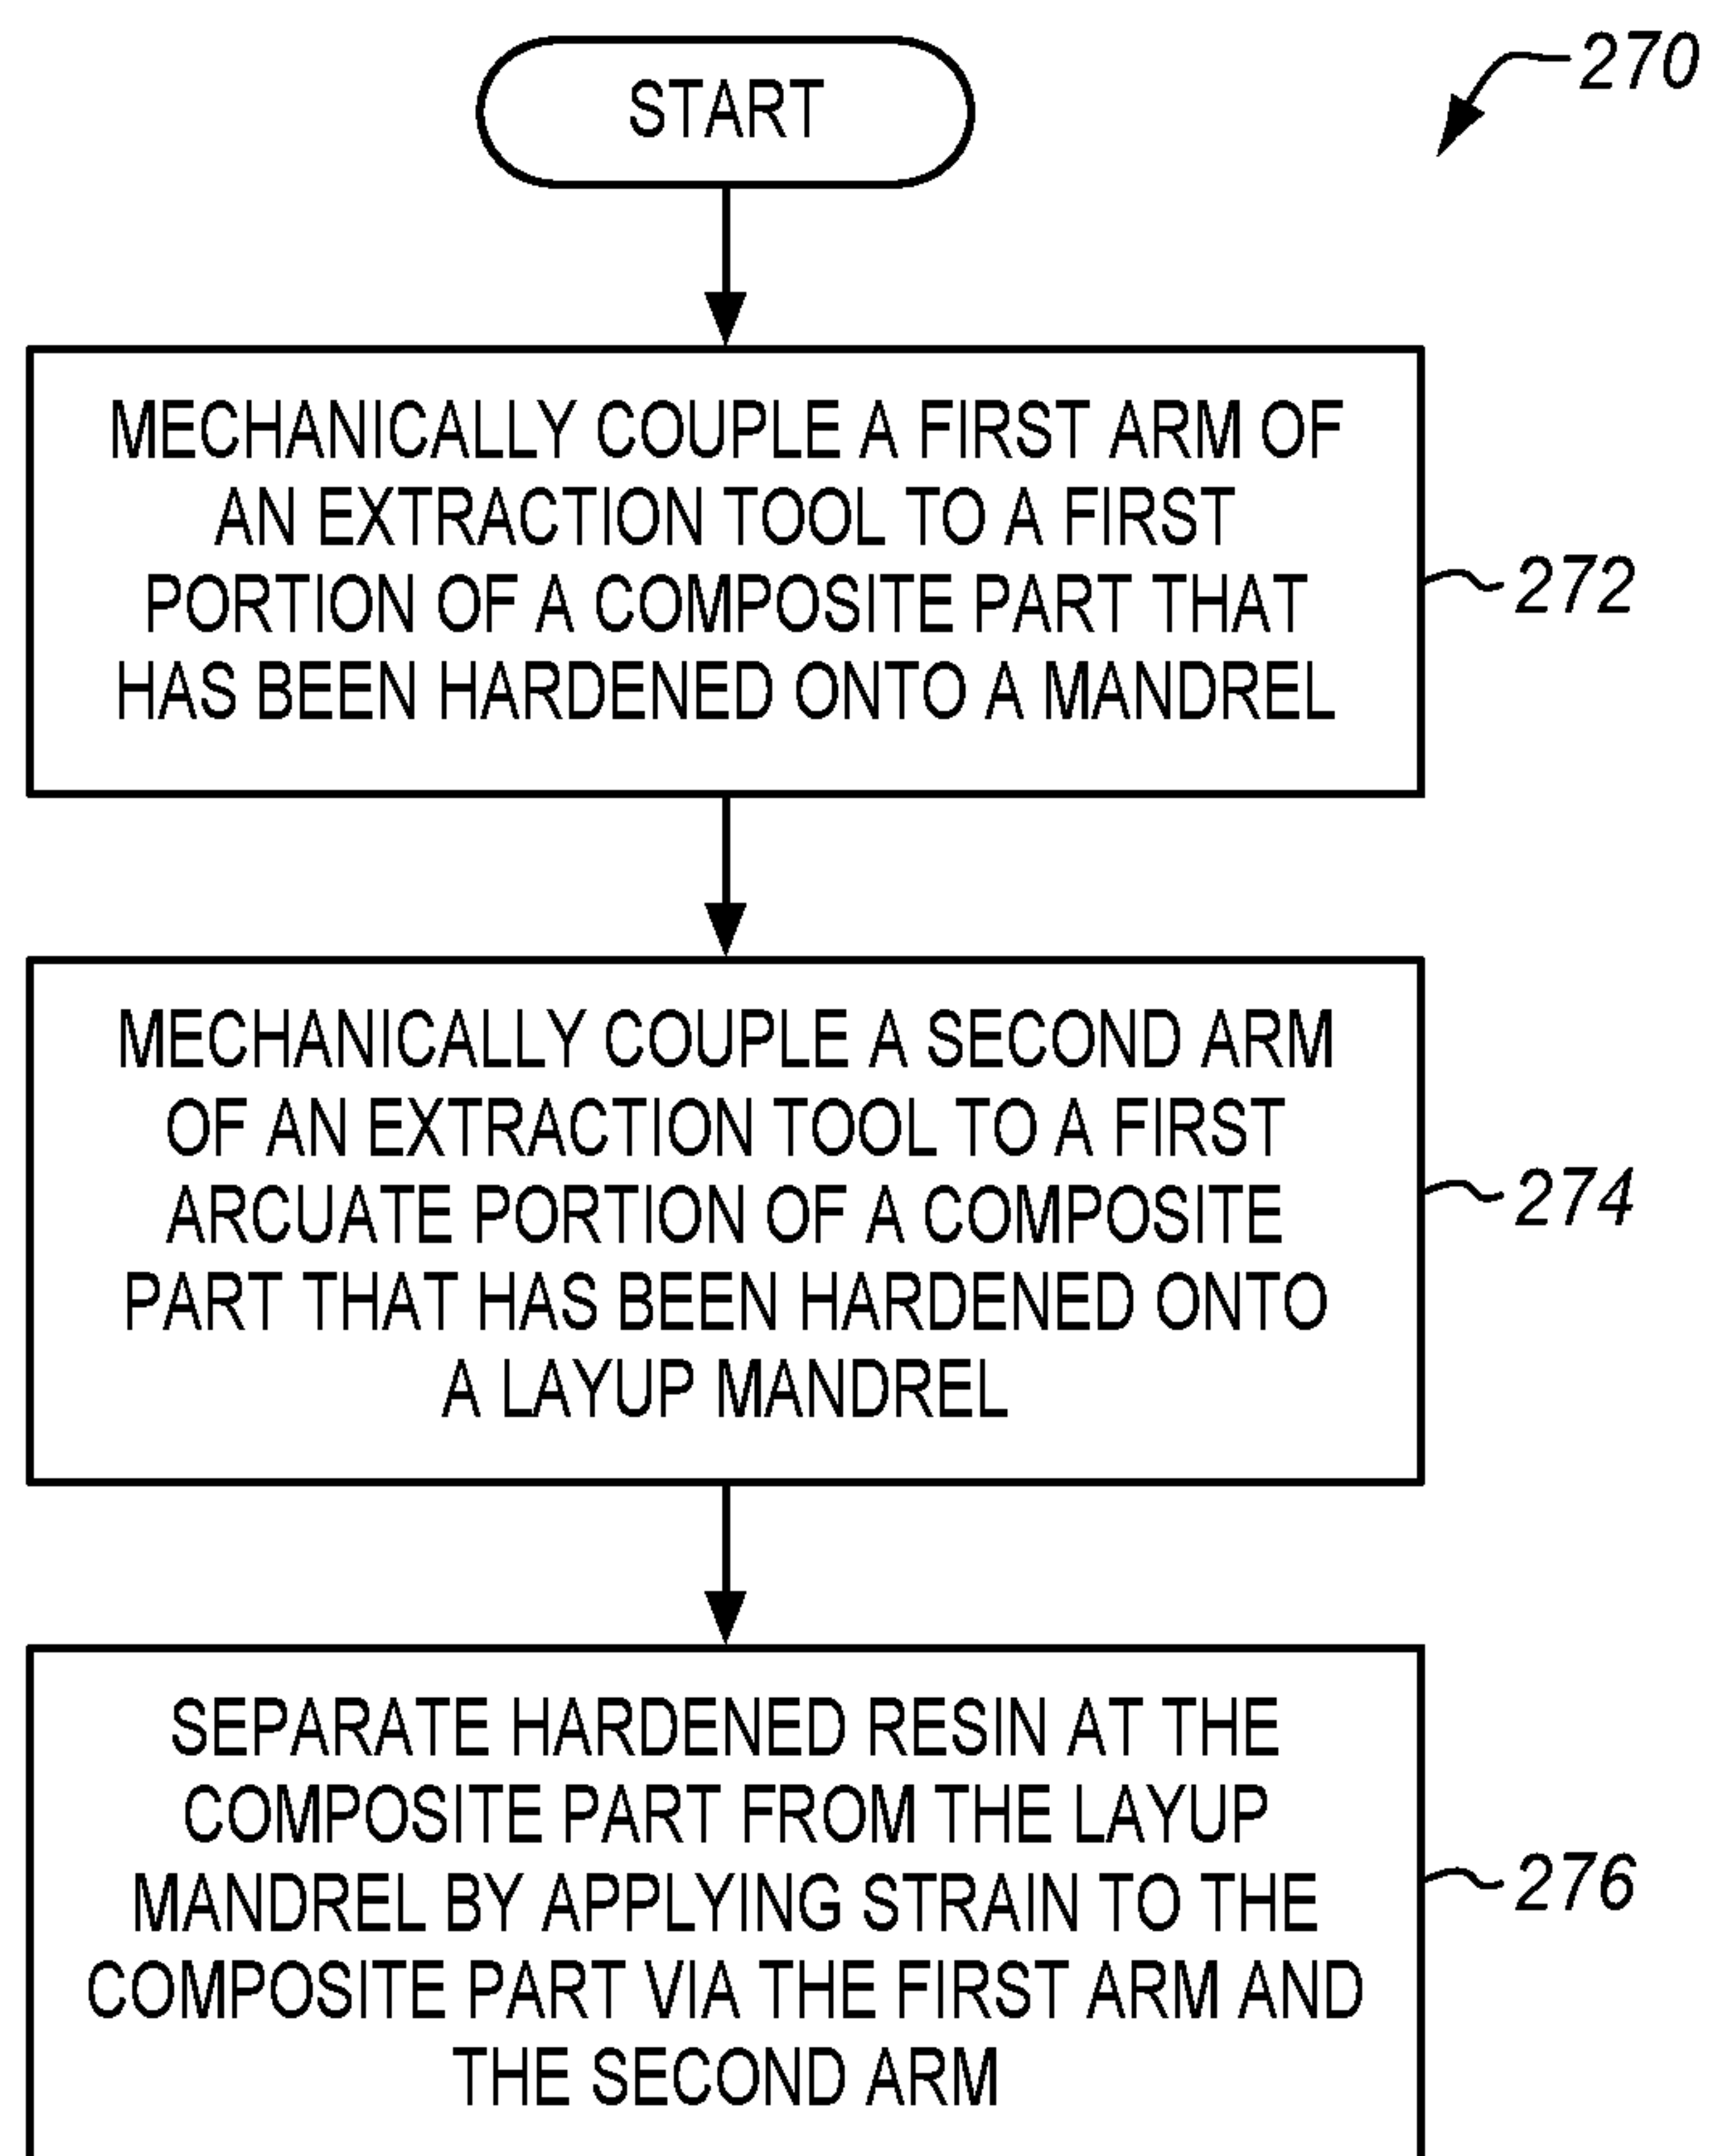 START
270
MECHANICALLY COUPLE A FIRST ARM OF
AN EXTRACTION TOOL TO A FIRST
PORTION OF A COMPOSITE PART THAT
HAS BEEN HARDENED ONTO A MANDREL
272
MECHANICALLY COUPLE A SECOND ARM
OF AN EXTRACTION TOOL TO A FIRST
ARCUATE PORTION OF A COMPOSITE
PART THAT HAS BEEN HARDENED ONTO
A LAYUP MANDREL
274
SEPARATE HARDENED RESIN AT THE
COMPOSITE PART FROM THE LAYUP
MANDREL BY APPLYING STRAIN TO THE
COMPOSITE PART VIA THE FIRST ARM AND
THE SECOND ARM
276